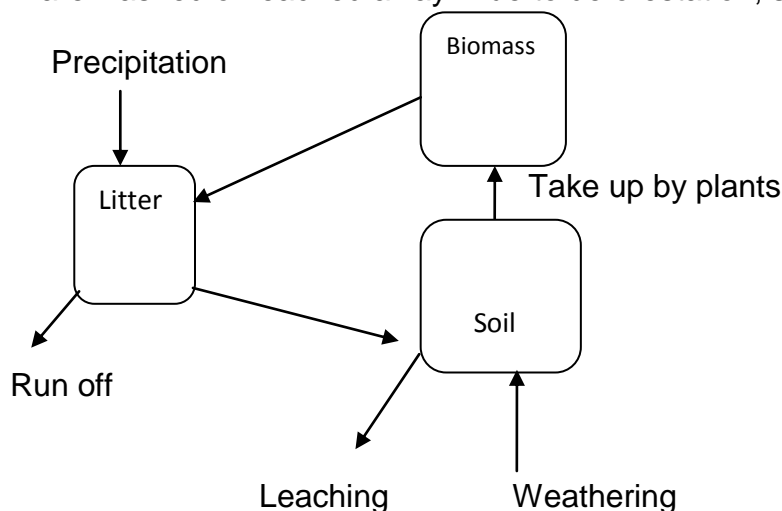 Biomass
Precipitation
Take up by plants
Litter
Soil
Run off
Leaching
Weathering